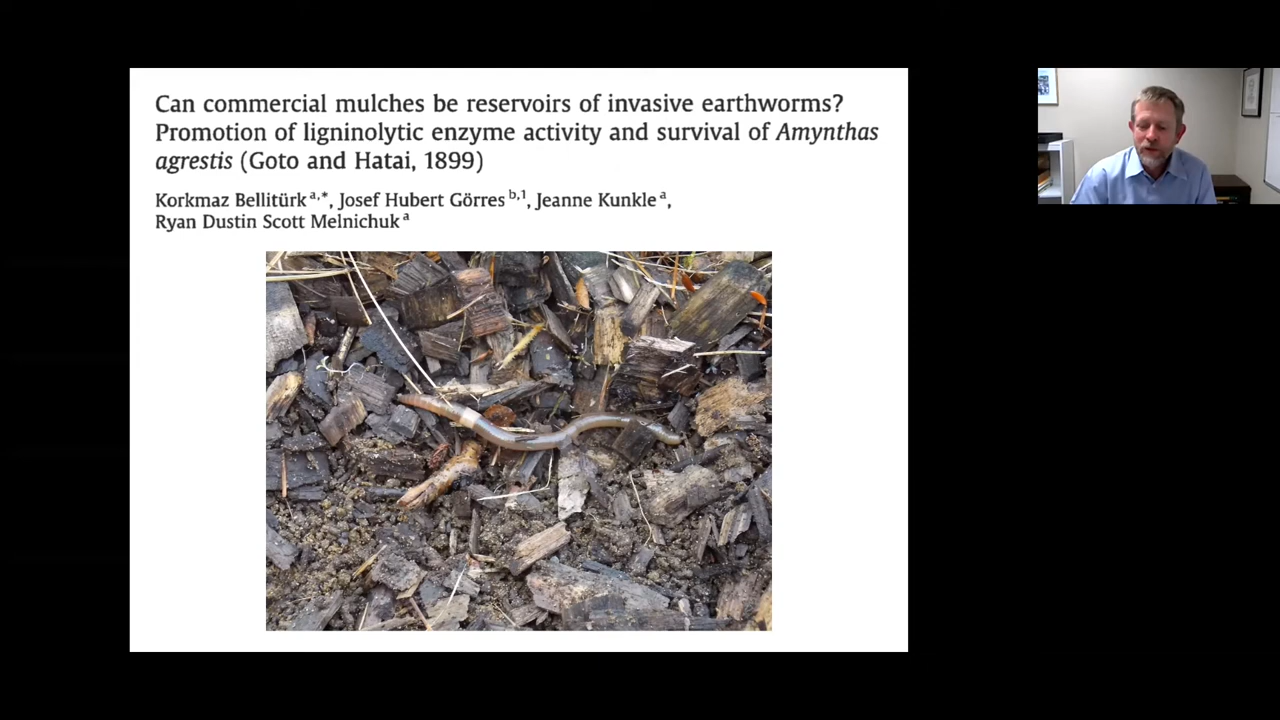 Can commercial mulches be reservoirs of invasive earthworms?
Promotion of ligninolytic enzyme activity and survival of Amynthas
agrestis (Goto and Hatai, 1899)
Korkmaz Bellitürk a,*, Josef Hubert Görres b,1, Jeanne Kunkle a,
Ryan Dustin Scott Melnichuk a